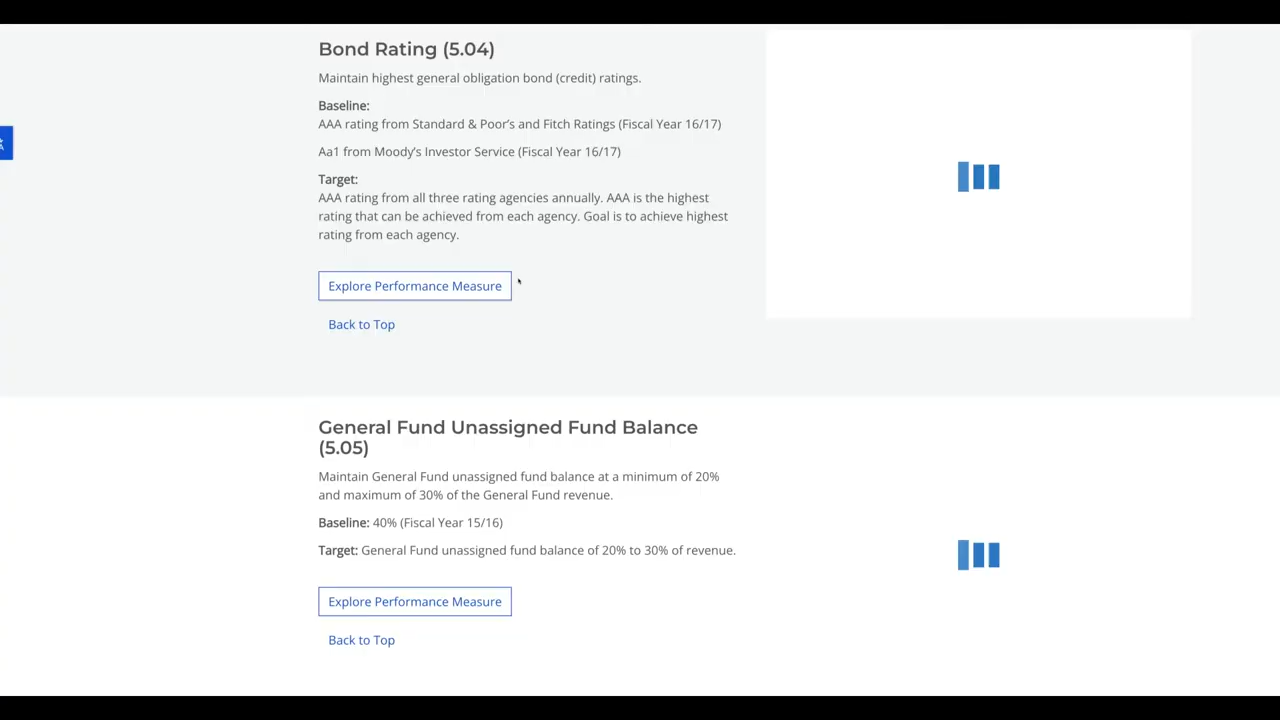 Bond Rating (5.04)
Maintain highest general obligation bond (credit) ratings.
Baseline:
AAA rating from Standard & Poor's and Fitch Ratings (Fiscal Year 16/17)
Aa1 from Moody's Investor Service (Fiscal Year 16/17)
Target:
AAA rating from all three rating agencies annually. AAA is the highest
rating that can be achieved from each agency. Goal is to achieve highest
rating from each agency.
Explore Performance Measure
Back to Top
General Fund Unassigned Fund Balance
(5.05)
Maintain General Fund unassigned fund balance at a minimum of 20%
and maximum of 30% of the General Fund revenue.
Baseline: 40% (Fiscal Year 15/16)
Target: General Fund unassigned fund balance of 20% to 30% of revenue.
Explore Performance Measure
Back to Top